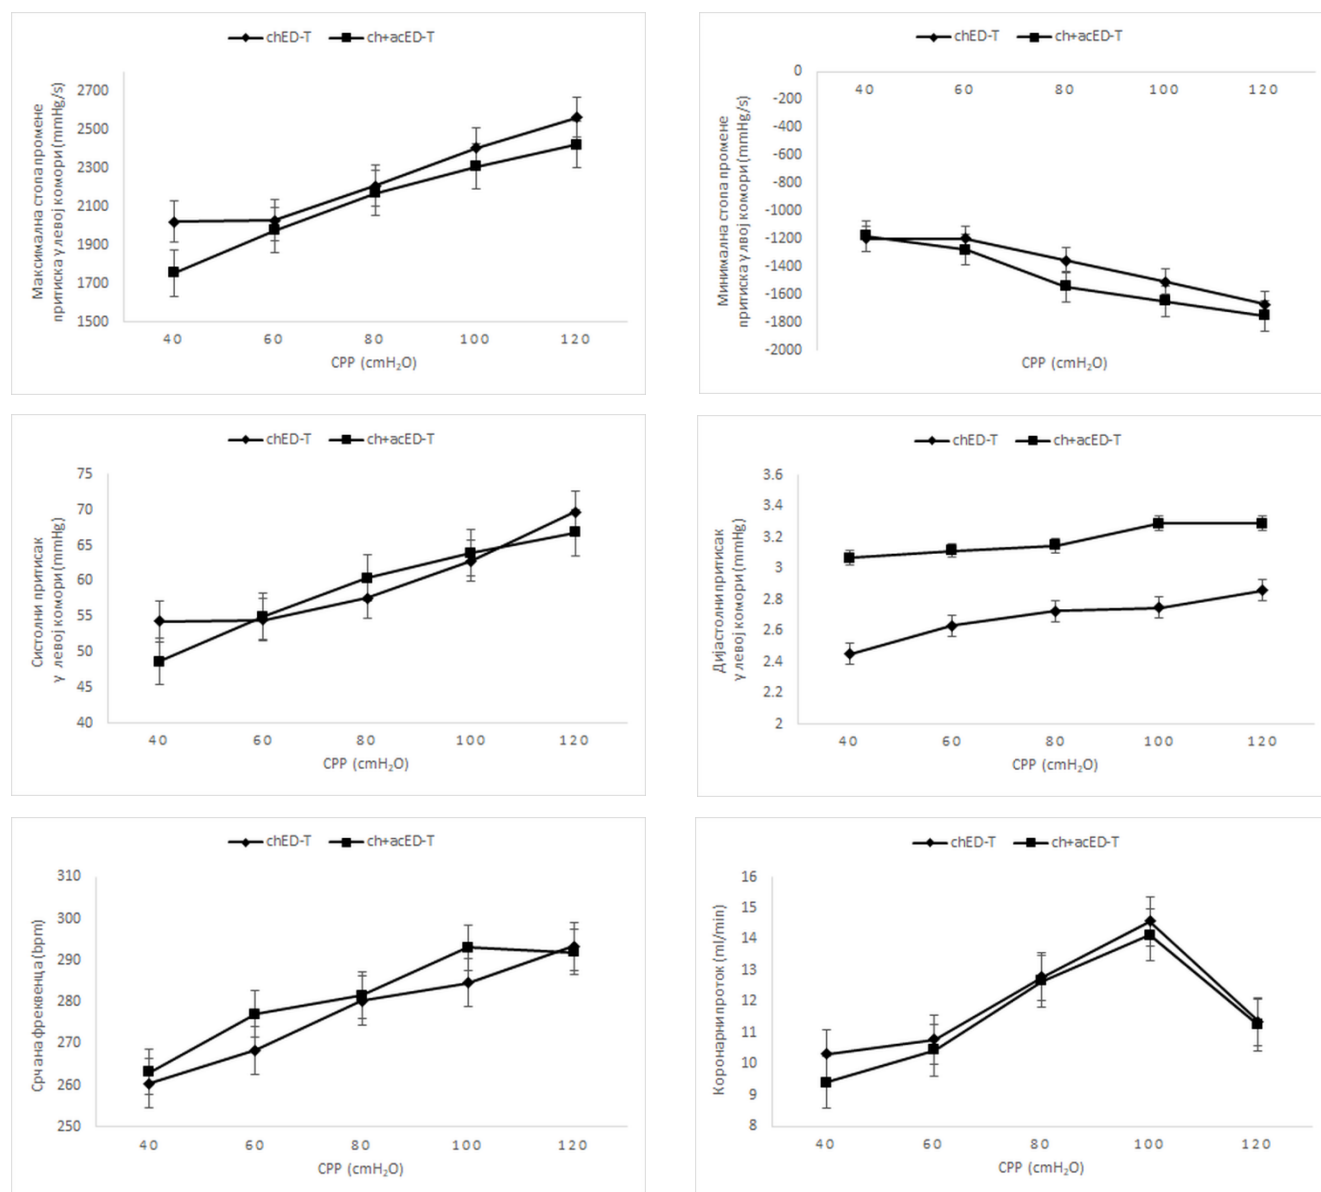 chED-T ch+acED-T
Максимална стопа промене
притиска у левој комори (mmHg/s)
2700
2500
2300
2100
1900
1700
1500
40 60 80 100 120
CPP (cmH₂O)
chED-T ch+acED-T
Минимална стопа промене
притиска у лвој комори (mmHg/s)
0
-200
-400
-600
-800
-1000
-1200
-1400
-1600
-1800
-2000
40 60 80 100 120
CPP (cmH₂O)
chED-T ch+acED-T
Систолни притисак
у левој комори (mmHg)
75
70
65
60
55
50
45
40
40 60 80 100 120
CPP (cmH₂O)
chED-T ch+acED-T
Дијастолни притисак
у левој комори (mmHg)
3.6
3.4
3.2
3
2.8
2.6
2.4
2.2
2
40 60 80 100 120
CPP (cmH₂O)
chED-T ch+acED-T
Срчана фреквенца (bpm)
310
300
290
280
270
260
250
40 60 80 100 120
CPP (cmH₂O)
chED-T ch+acED-T
Коронарни проток (ml/min)
16
15
14
13
12
11
10
9
8
40 60 80 100 120
CPP (cmH₂O)